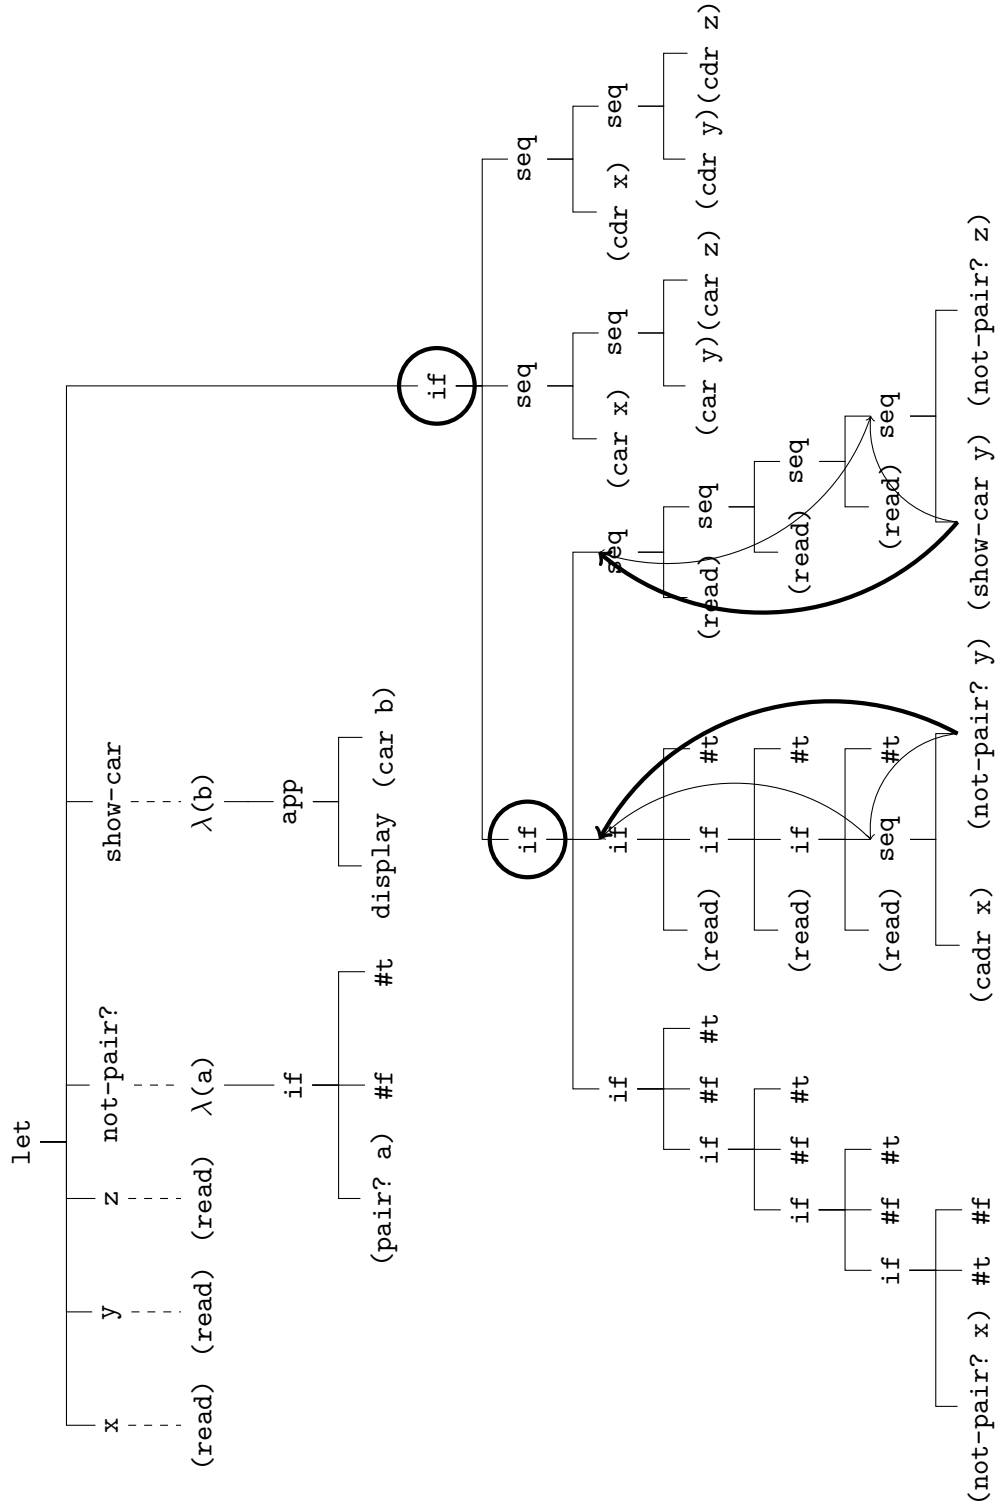 let
x y z not-pair? show-car
(read) (read) (read) λ(a) λ(b)
if app
(pair? a) #f #t display (car b)
if
if seq seq
if if seq (car x) seq (cdr x) seq
if #f #t (read) if #t (read) seq (car y)(car z) (cdr y)(cdr z)
if #f #t (read) if #t (read) seq
if #f #t (read) seq #t (read) seq
(not-pair? x) #t #f (cadr x) (not-pair? y) (show-car y) (not-pair? z)